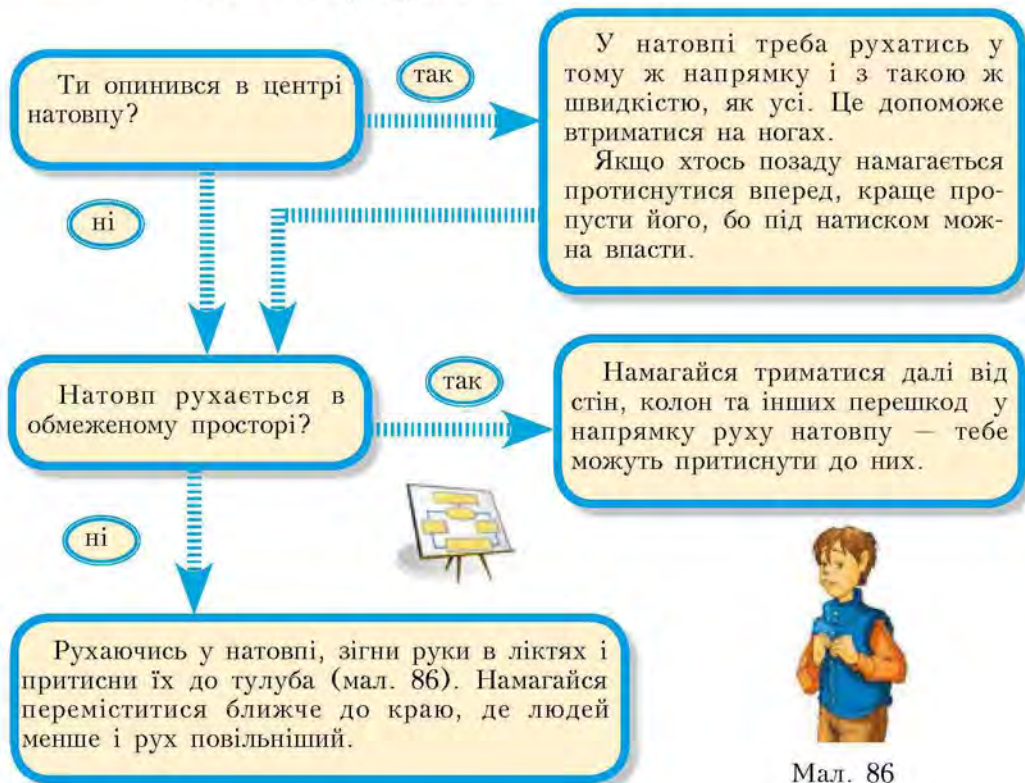 Ти опинився в центрі
натовпу?
так
У натовпі треба рухатись у
тому ж напрямку і з такою ж
швидкістю, як усі. Це допоможе
втриматися на ногах.
Якщо хтось позаду намагається
протиснутися вперед, краще про-
пусти його, бо під натиском мож-
на впасти.
ні
Натовп рухається в
обмеженому просторі?
так
Намагайся триматися далі від
стін, колон та інших перешкод у
напрямку руху натовпу — тебе
можуть притиснути до них.
ні
Рухаючись у натовпі, зігни руки в ліктях і
притисни їх до тулуба (мал. 86). Намагайся
переміститися ближче до краю, де людей
менше і рух повільніший.
Мал. 86